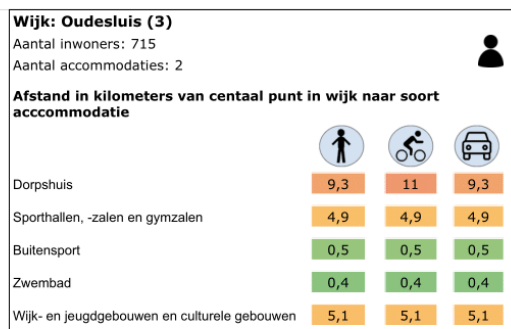 Wijk: Oudesluis (3)
Aantal inwoners: 715
Aantal accommodaties: 2
Afstand in kilometers van centaal punt in wijk naar soort
acccommodatie
Dorpshuis 9,3 11 9,3
Sporthallen, -zalen en gymzalen 4,9 4,9 4,9
Buitensport 0,5 0,5 0,5
Zwembad 0,4 0,4 0,4
Wijk- en jeugdgebouwen en culturele gebouwen 5,1 5,1 5,1